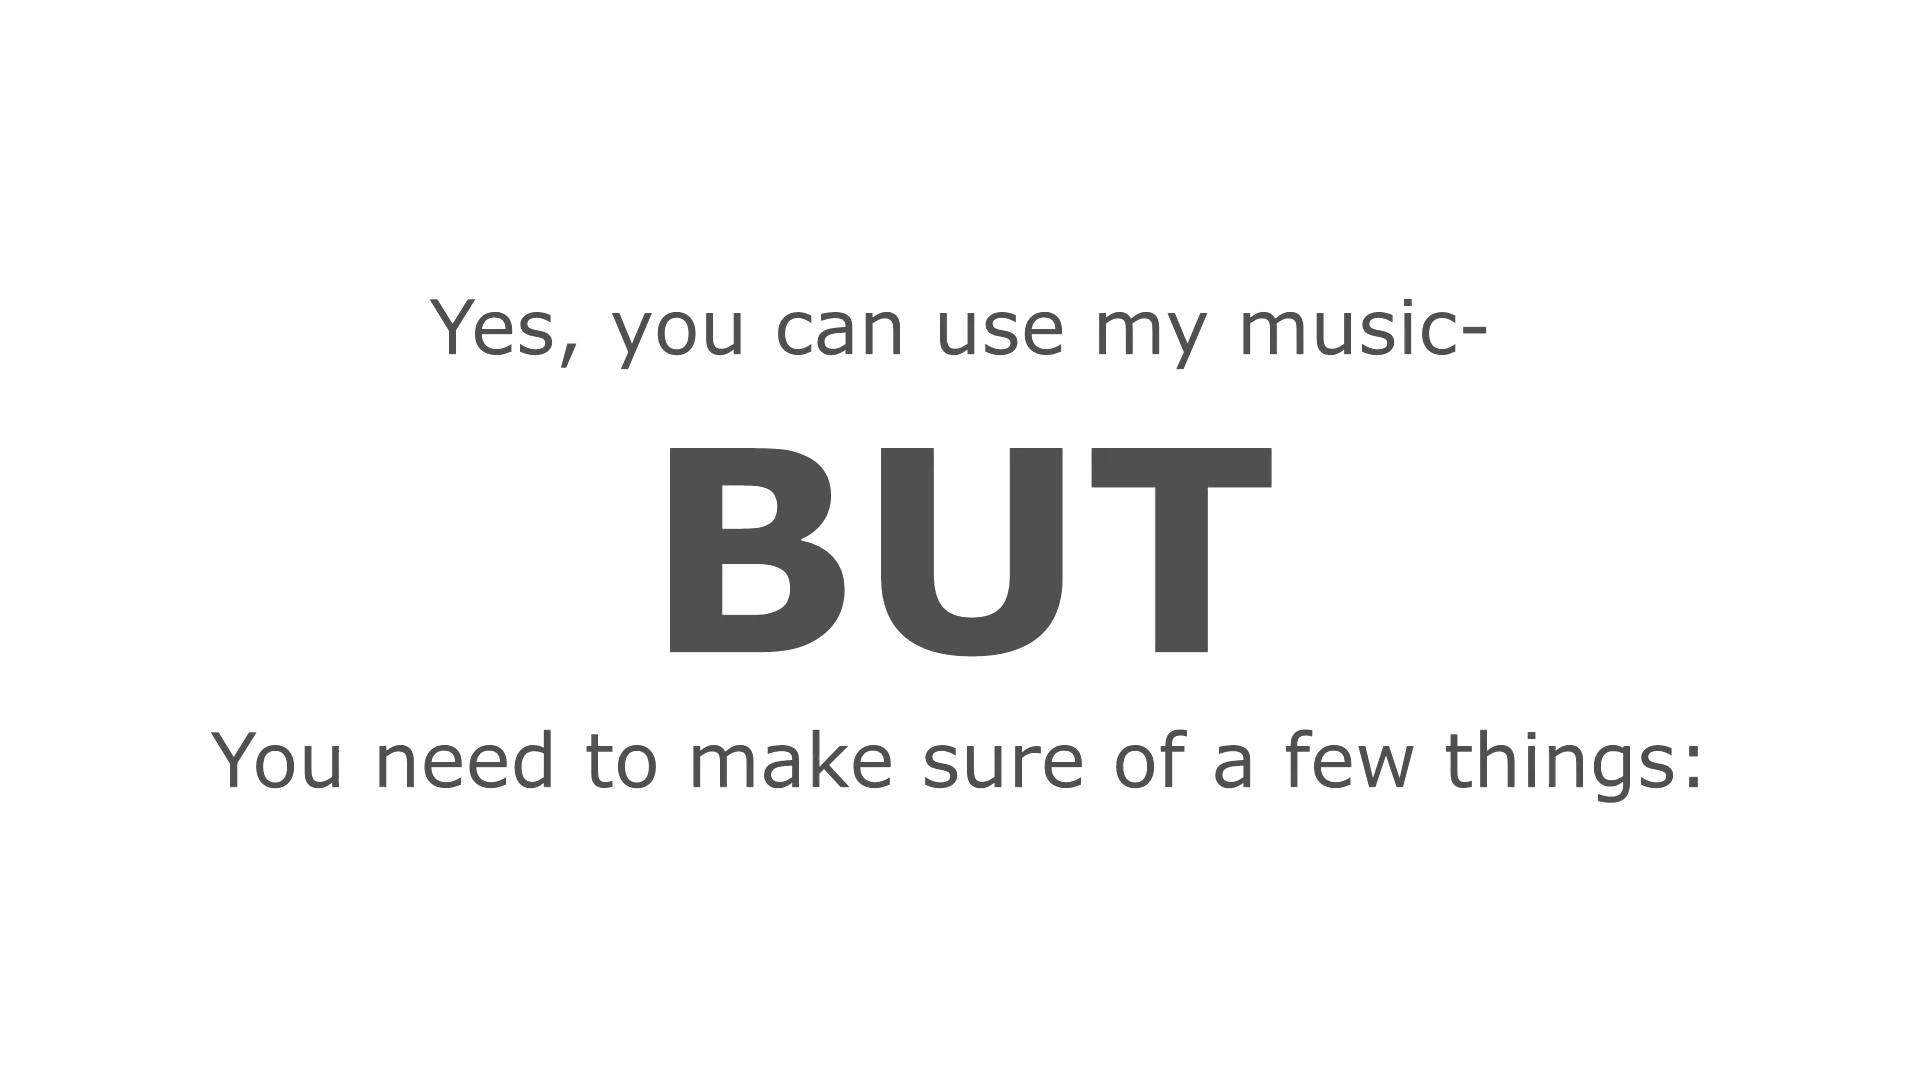 Yes, you can use my music-
BUT
You need to make sure of a few things: